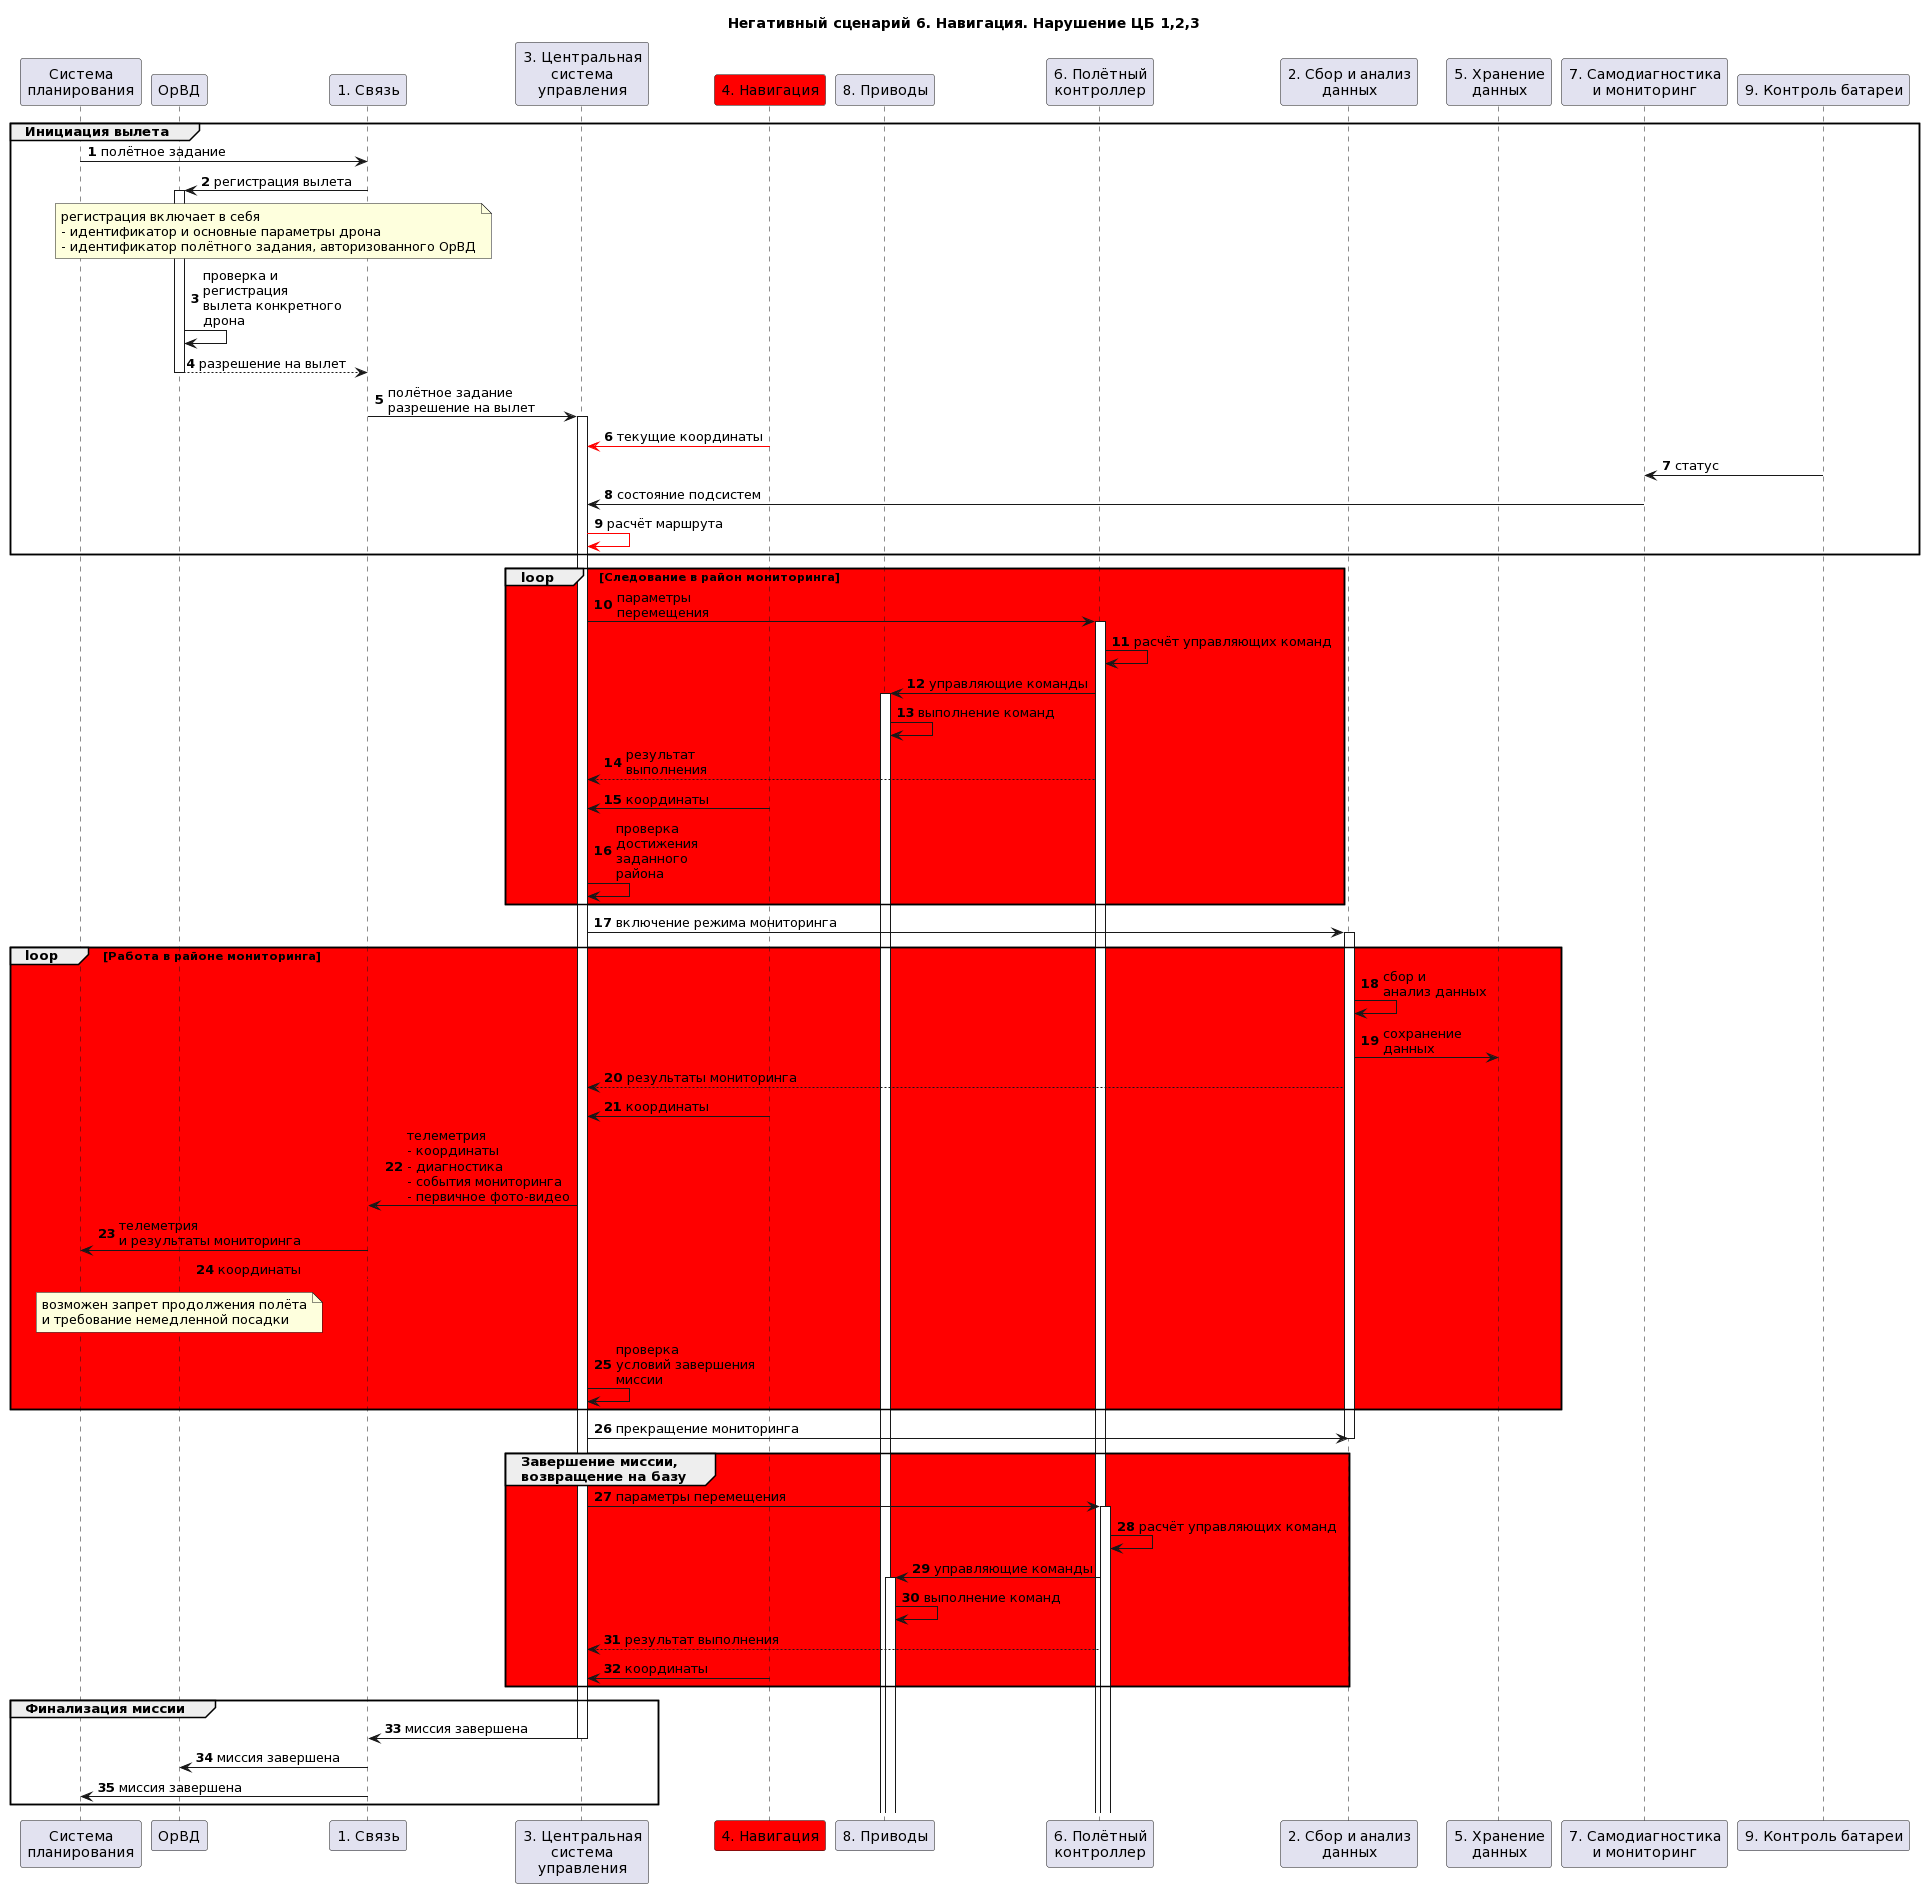 Негативный сценарий 6. Навигация. Нарушение ЦБ 1,2,3
Система
планирования
ОрВД
1. Связь
3. Центральная
система
управления
4. Навигация
8. Приводы
6. Полётный
контроллер
2. Сбор и анализ
данных
5. Хранение
данных
7. Самодиагностика
и мониторинг
9. Контроль батареи
Инициация вылета
1 полётное задание
2 регистрация вылета
регистрация включает в себя
- идентификатор и основные параметры дрона
- идентификатор полётного задания, авторизованного ОрВД
3 проверка и
регистрация
вылета конкретного
дрона
4 разрешение на вылет
5 полётное задание
разрешение на вылет
6 текущие координаты
7 статус
8 состояние подсистем
9 расчёт маршрута
loop [Следование в район мониторинга]
10 параметры
перемещения
11 расчёт управляющих команд
12 управляющие команды
13 выполнение команд
14 результат
выполнения
15 координаты
16 проверка
достижения
заданного
района
17 включение режима мониторинга
loop [Работа в районе мониторинга]
18 сбор и
анализ данных
19 сохранение
данных
20 результаты мониторинга
21 координаты
22 телеметрия
- координаты
- диагностика
- события мониторинга
- первичное фото-видео
23 телеметрия
и результаты мониторинга
24 координаты
возможен запрет продолжения полёта
и требование немедленной посадки
25 проверка
условий завершения
миссии
26 прекращение мониторинга
Завершение миссии,
возвращение на базу
27 параметры перемещения
28 расчёт управляющих команд
29 управляющие команды
30 выполнение команд
31 результат выполнения
32 координаты
Финализация миссии
33 миссия завершена
34 миссия завершена
35 миссия завершена
Система
планирования
ОрВД
1. Связь
3. Центральная
система
управления
4. Навигация
8. Приводы
6. Полётный
контроллер
2. Сбор и анализ
данных
5. Хранение
данных
7. Самодиагностика
и мониторинг
9. Контроль батареи